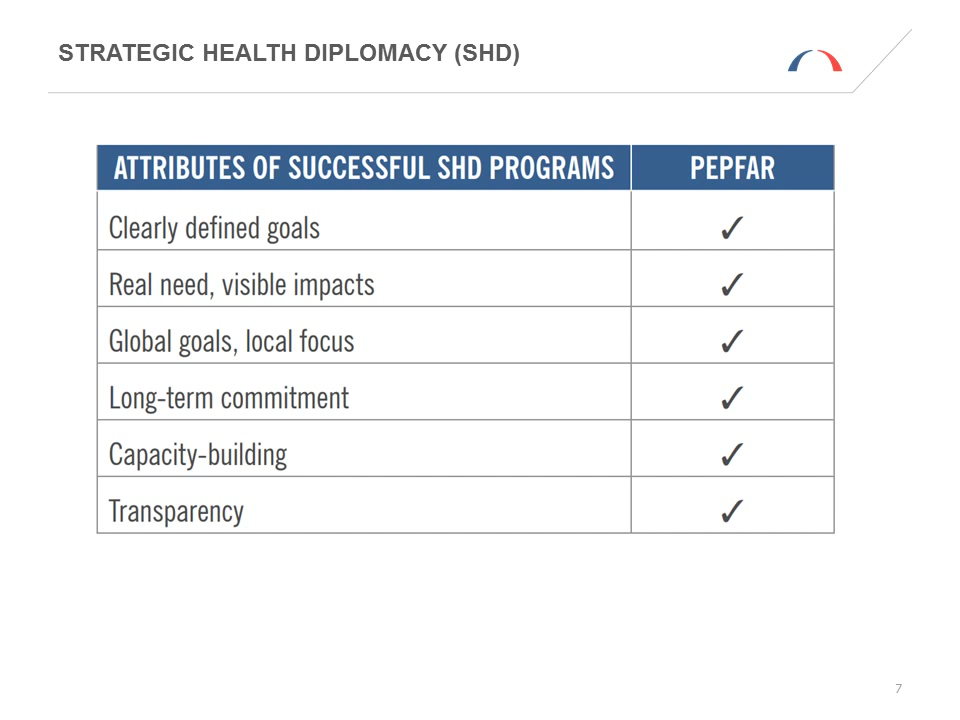 STRATEGIC HEALTH DIPLOMACY (SHD)
ATTRIBUTES OF SUCCESSFUL SHD PROGRAMS PEPFAR
Clearly defined goals ✓
Real need, visible impacts ✓
Global goals, local focus ✓
Long-term commitment ✓
Capacity-building ✓
Transparency ✓
7